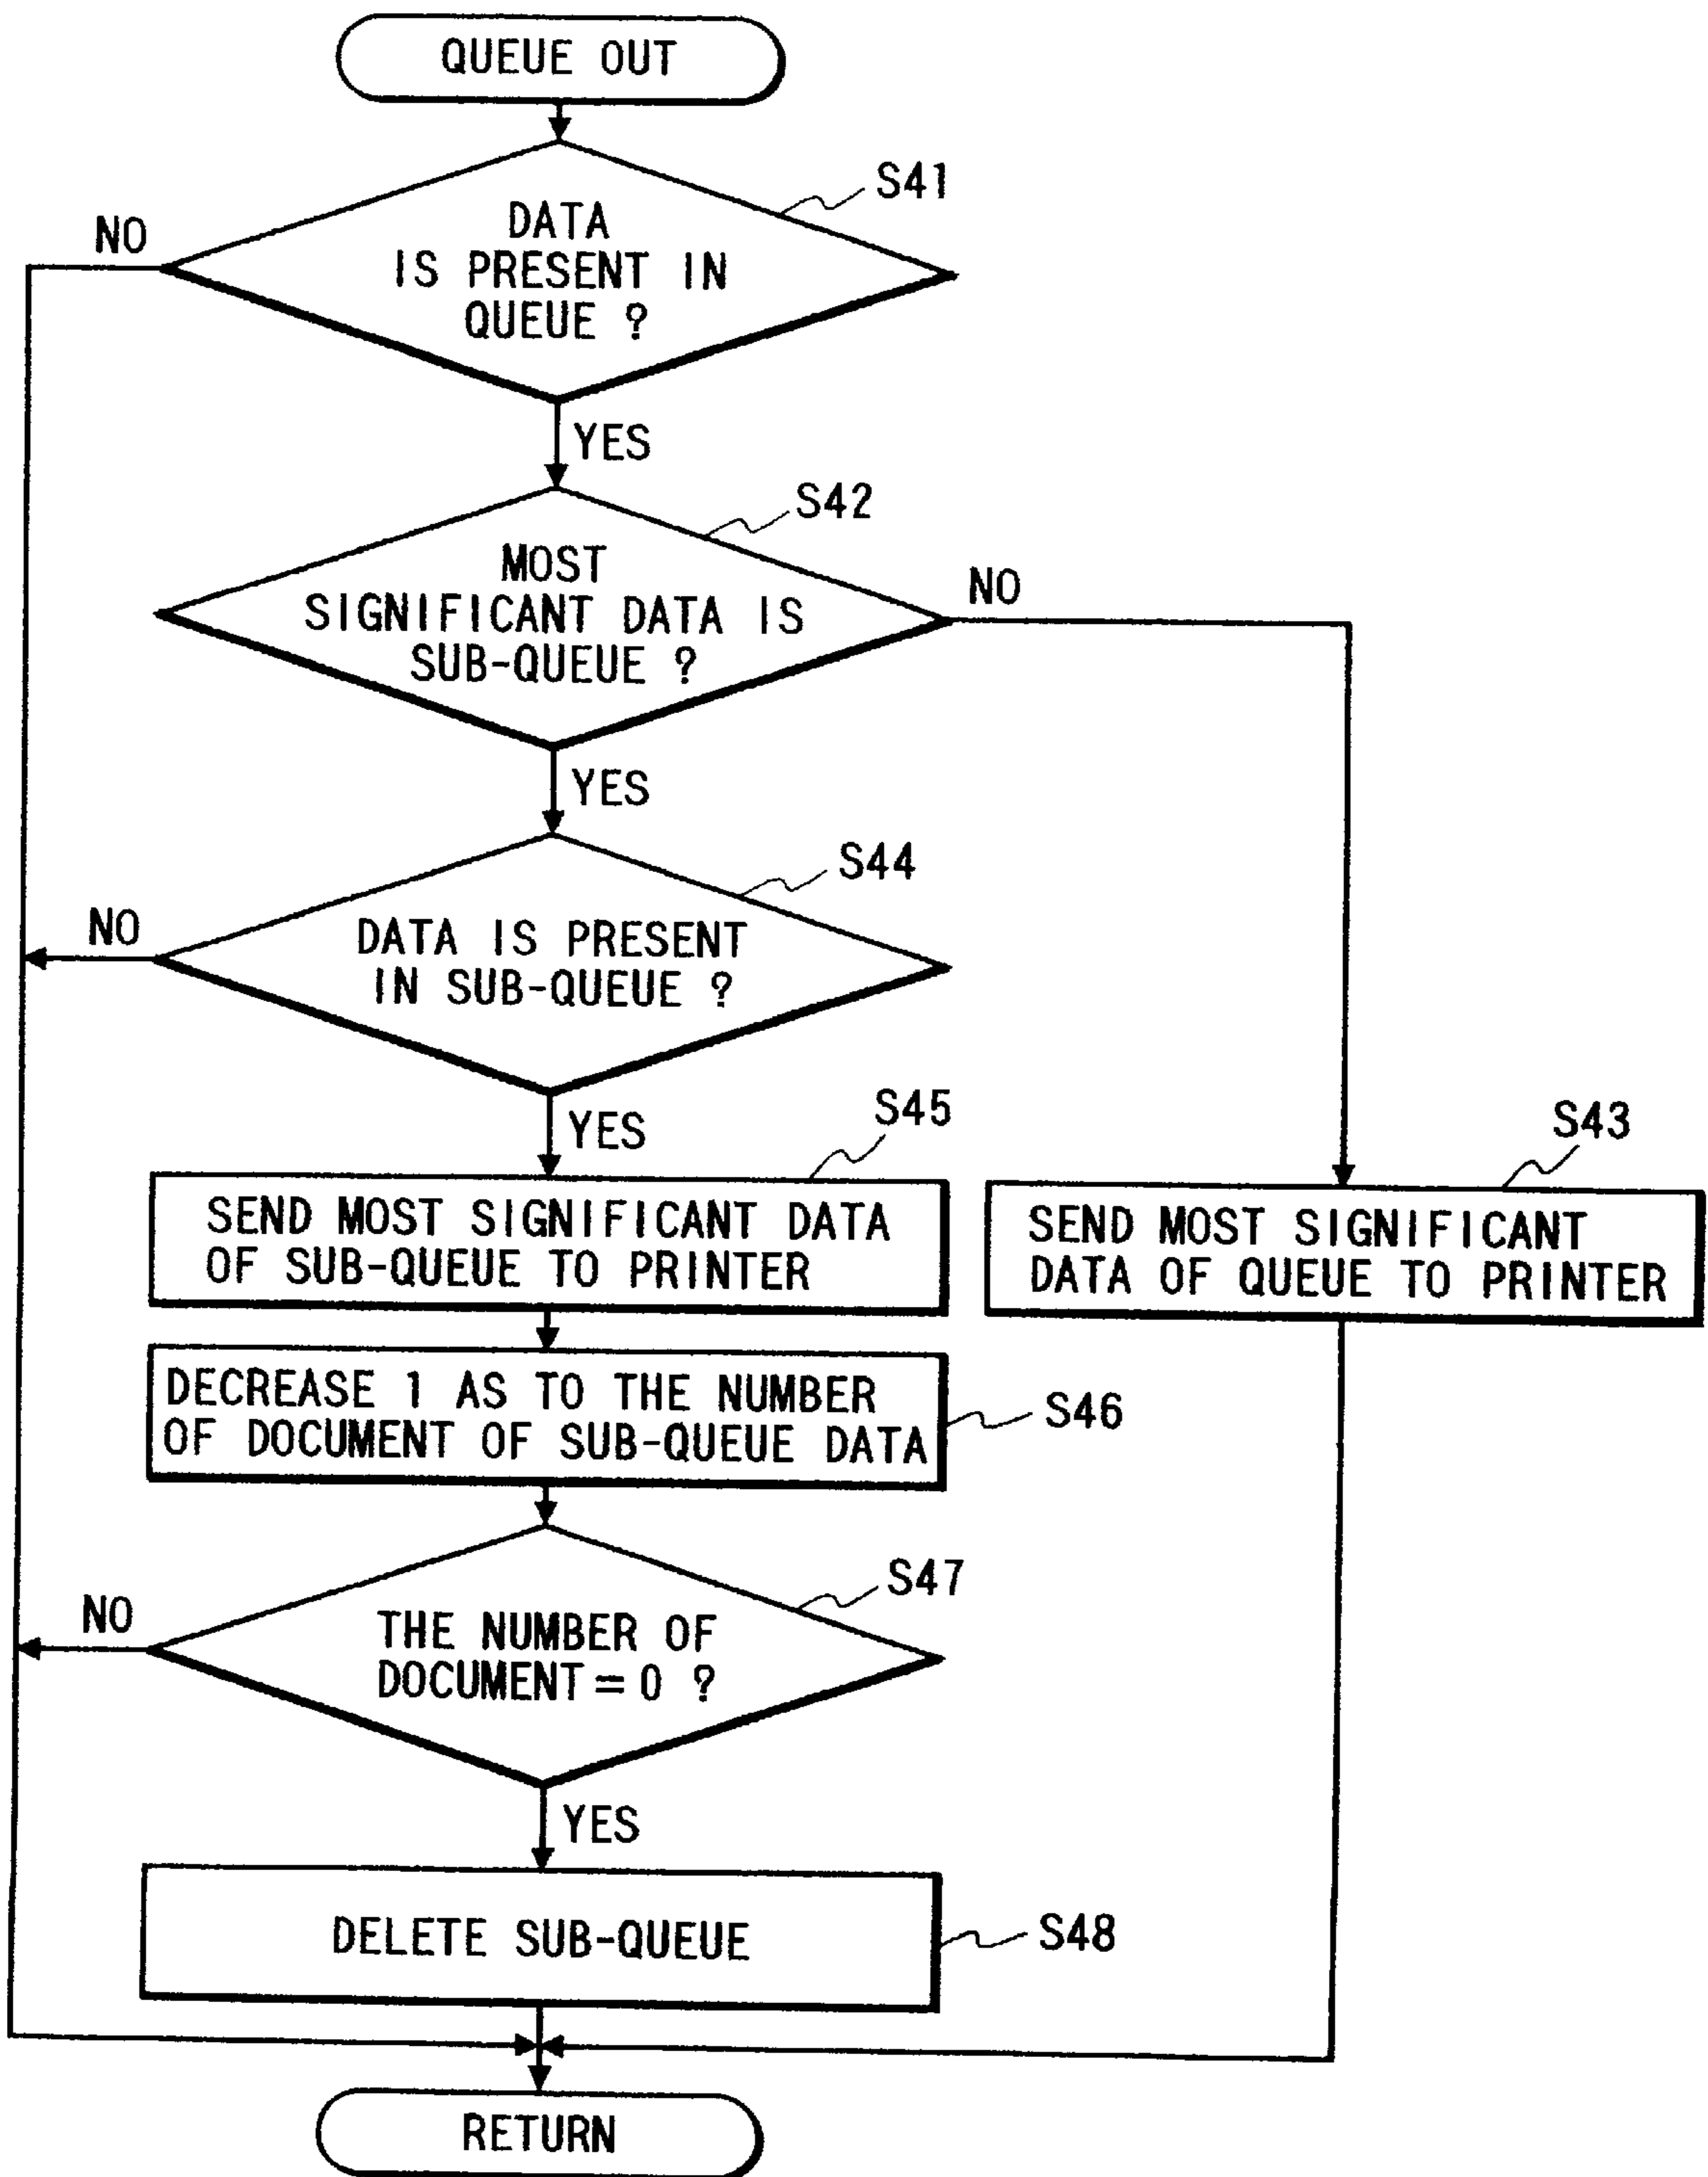 QUEUE OUT
S41
NO
DATA
IS PRESENT IN
QUEUE ?
YES
S42
MOST
SIGNIFICANT DATA IS
SUB-QUEUE ?
NO
YES
S44
NO
DATA IS PRESENT
IN SUB-QUEUE ?
YES
S45
S43
SEND MOST SIGNIFICANT DATA
OF SUB-QUEUE TO PRINTER
SEND MOST SIGNIFICANT
DATA OF QUEUE TO PRINTER
DECREASE 1 AS TO THE NUMBER
OF DOCUMENT OF SUB-QUEUE DATA
S46
S47
NO
THE NUMBER OF
DOCUMENT = 0 ?
YES
DELETE SUB-QUEUE
S48
RETURN